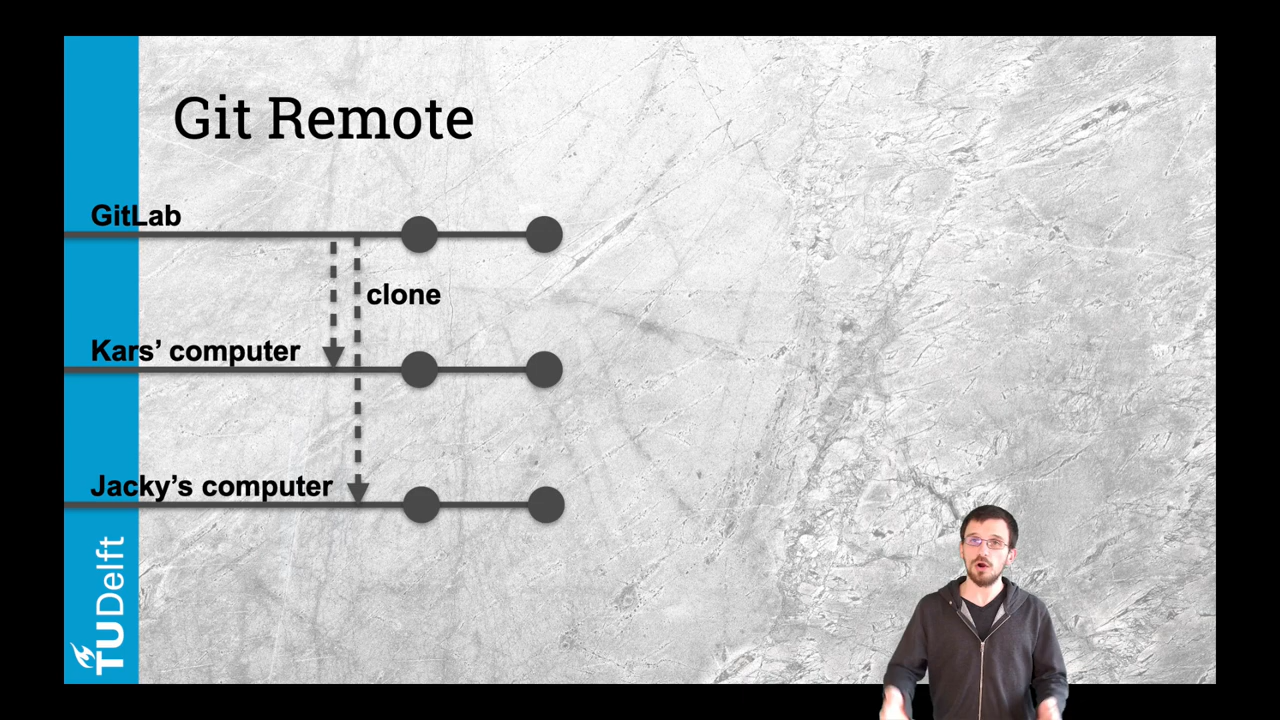 Git Remote
GitLab
clone
Kars’ computer
Jacky’s computer
TUDelft